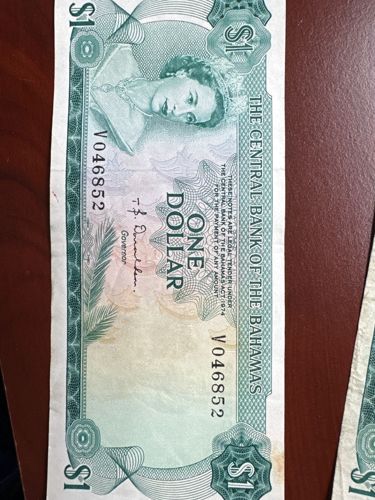 THE CENTRAL BANK OF THE BAHAMAS
$1
$1
THESE NOTES ARE LEGAL TENDER UNDER
THE CENTRAL BANK OF THE BAHAMAS ACT 1974
FOR THE PAYMENT OF ANY AMOUNT
V046852
V046852
ONE
DOLLAR
Governor
$1
$1